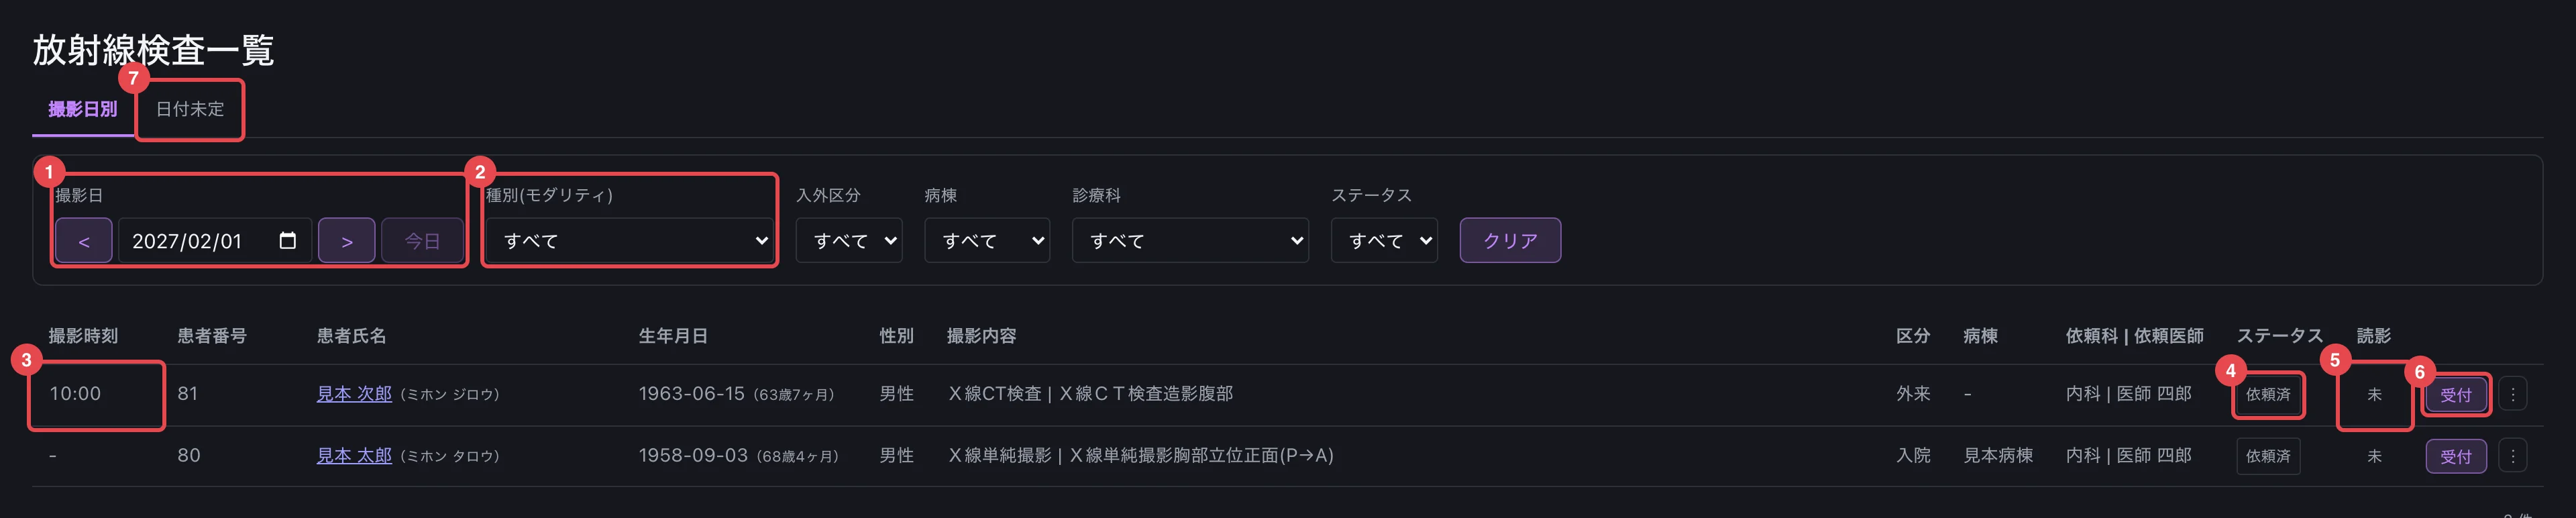 放射線検査一覧
7
撮影日別 日付未定
1 2
撮影日 種別(モダリティ) 入外区分 病棟 診療科 ステータス
< 2027/02/01 > 今日 すべて すべて すべて すべて すべて クリア
撮影時刻 患者番号 患者氏名 生年月日 性別 撮影内容 区分 病棟 依頼科 | 依頼医師 ステータス 読影
3 4 5 6
10:00 81 見本 次郎 (ミホン ジロウ) 1963-06-15 (63歳7ヶ月) 男性 X線CT検査 | X線CT検査造影腹部 外来 - 内科 | 医師 四郎 依頼済 未 受付 ⋮
- 80 見本 太郎 (ミホン タロウ) 1958-09-03 (68歳4ヶ月) 男性 X線単純撮影 | X線単純撮影胸部立位正面(P→A) 入院 見本病棟 内科 | 医師 四郎 依頼済 未 受付 ⋮